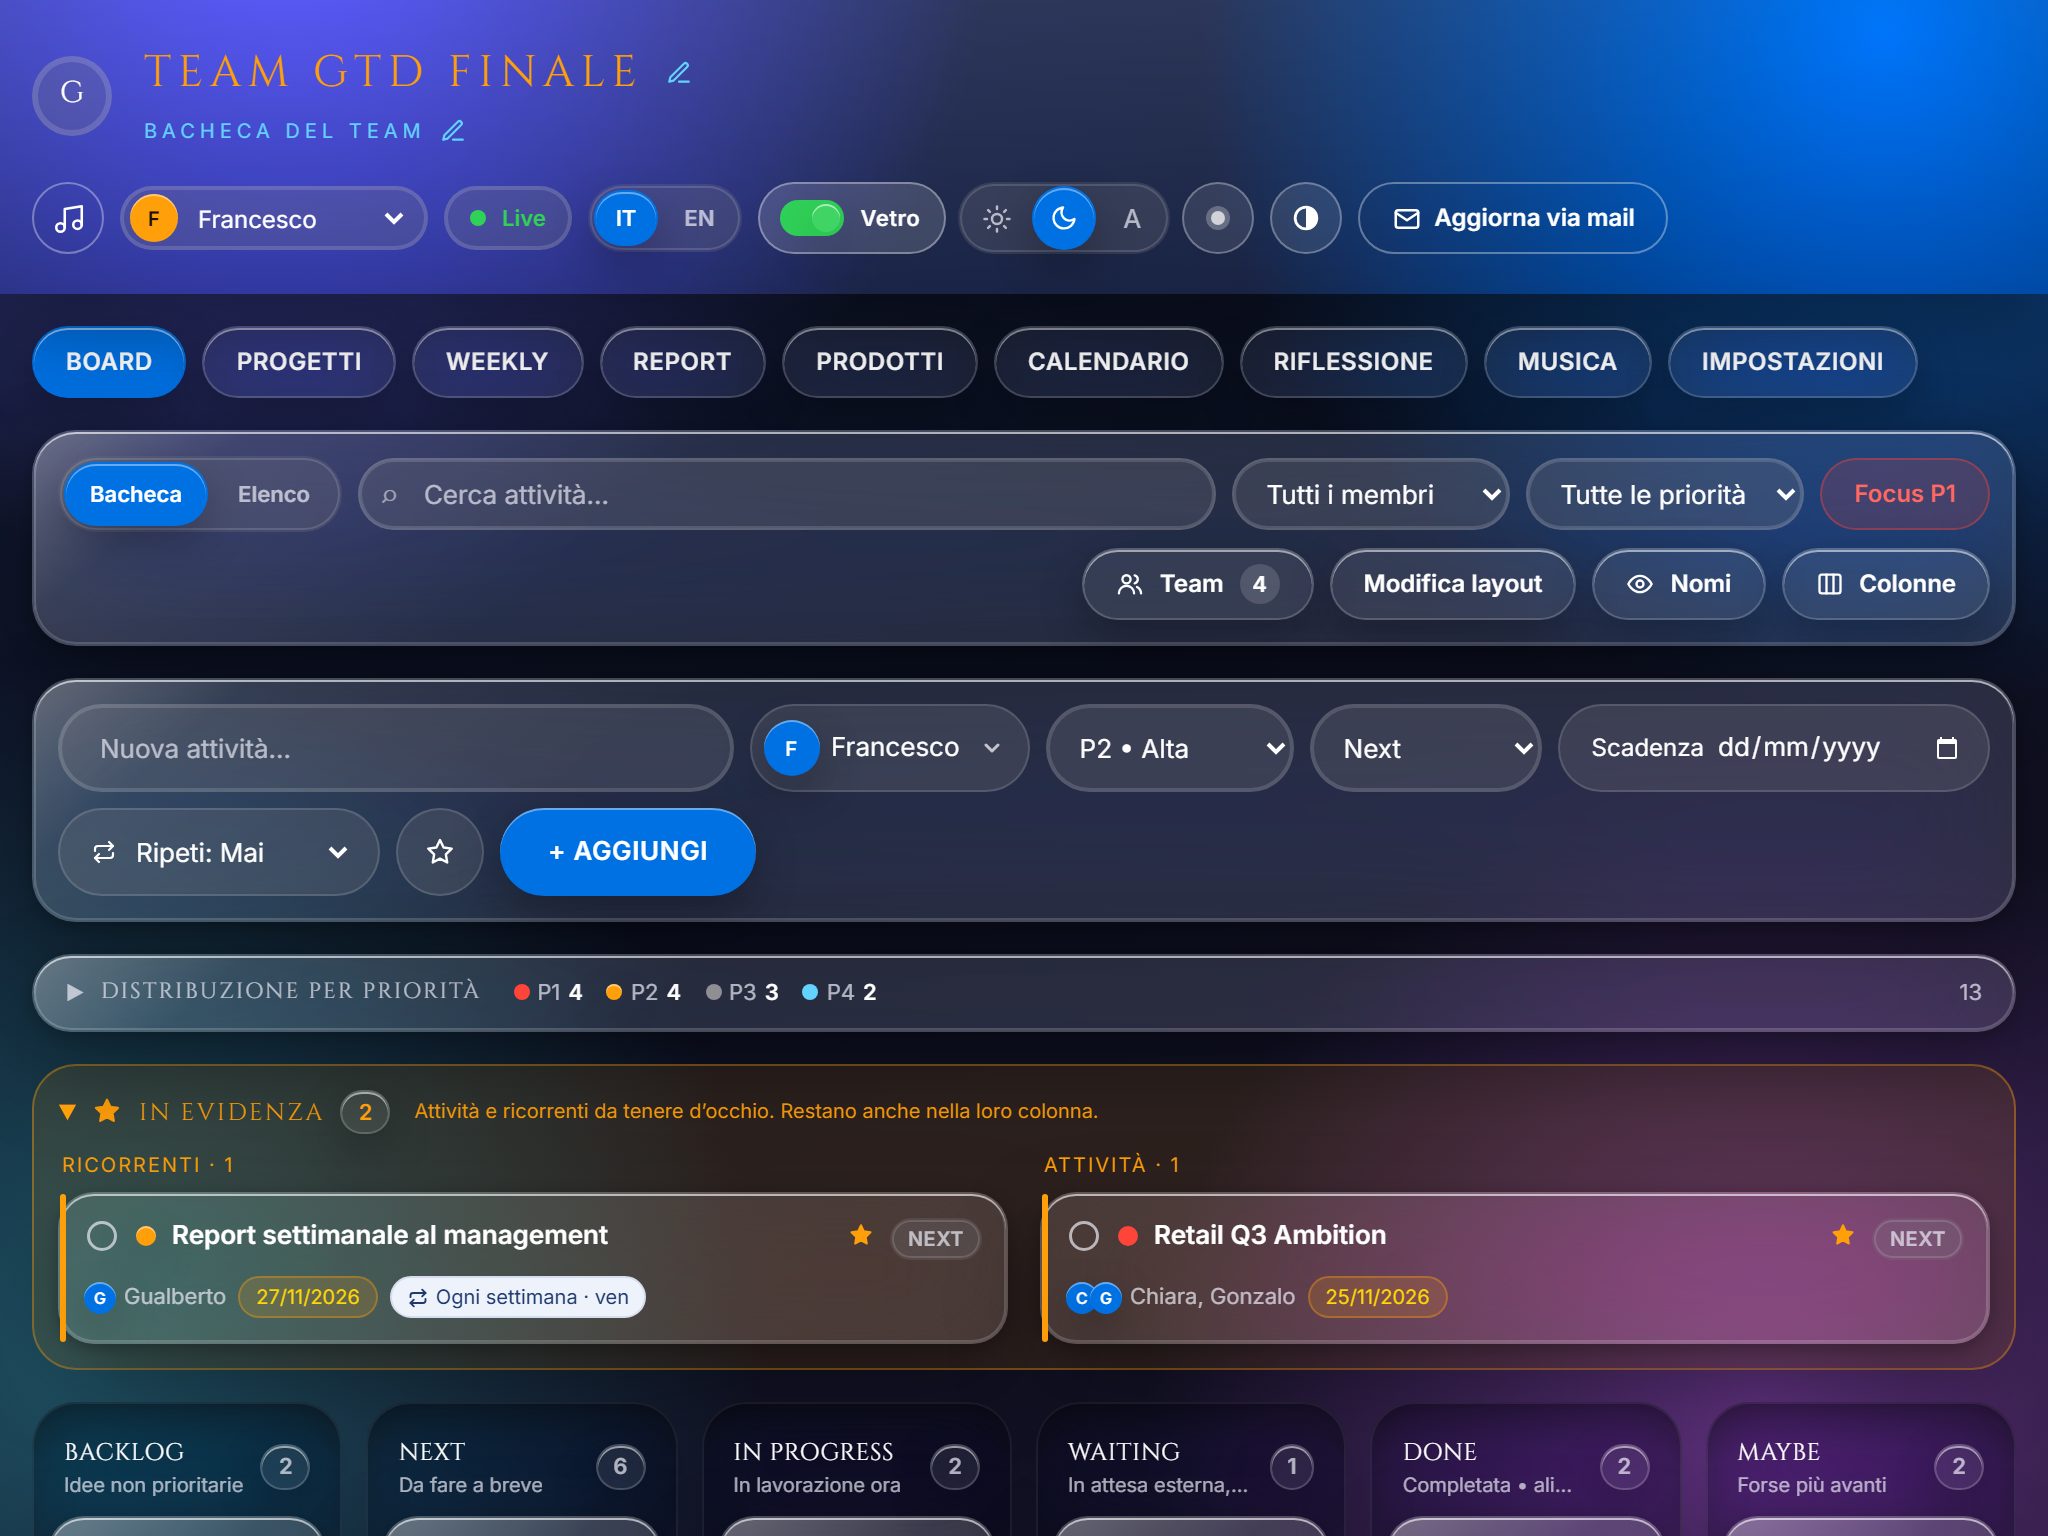 G
TEAM GTD FINALE
BACHECA DEL TEAM
F Francesco Live IT EN Vetro A Aggiorna via mail
BOARD PROGETTI WEEKLY REPORT PRODOTTI CALENDARIO RIFLESSIONE MUSICA IMPOSTAZIONI
Bacheca Elenco Cerca attività... Tutti i membri Tutte le priorità Focus P1
Team 4 Modifica layout Nomi Colonne
Nuova attività... F Francesco P2 • Alta Next Scadenza dd/mm/yyyy
Ripeti: Mai + AGGIUNGI
DISTRIBUZIONE PER PRIORITÀ P1 4 P2 4 P3 3 P4 2 13
IN EVIDENZA 2 Attività e ricorrenti da tenere d’occhio. Restano anche nella loro colonna.
RICORRENTI · 1 ATTIVITÀ · 1
Report settimanale al management NEXT
G Gualberto 27/11/2026 Ogni settimana · ven
Retail Q3 Ambition NEXT
C G Chiara, Gonzalo 25/11/2026
BACKLOG 2 NEXT 6 IN PROGRESS 2 WAITING 1 DONE 2 MAYBE 2
Idee non prioritarie Da fare a breve In lavorazione ora In attesa esterna,... Completata • ali... Forse più avanti